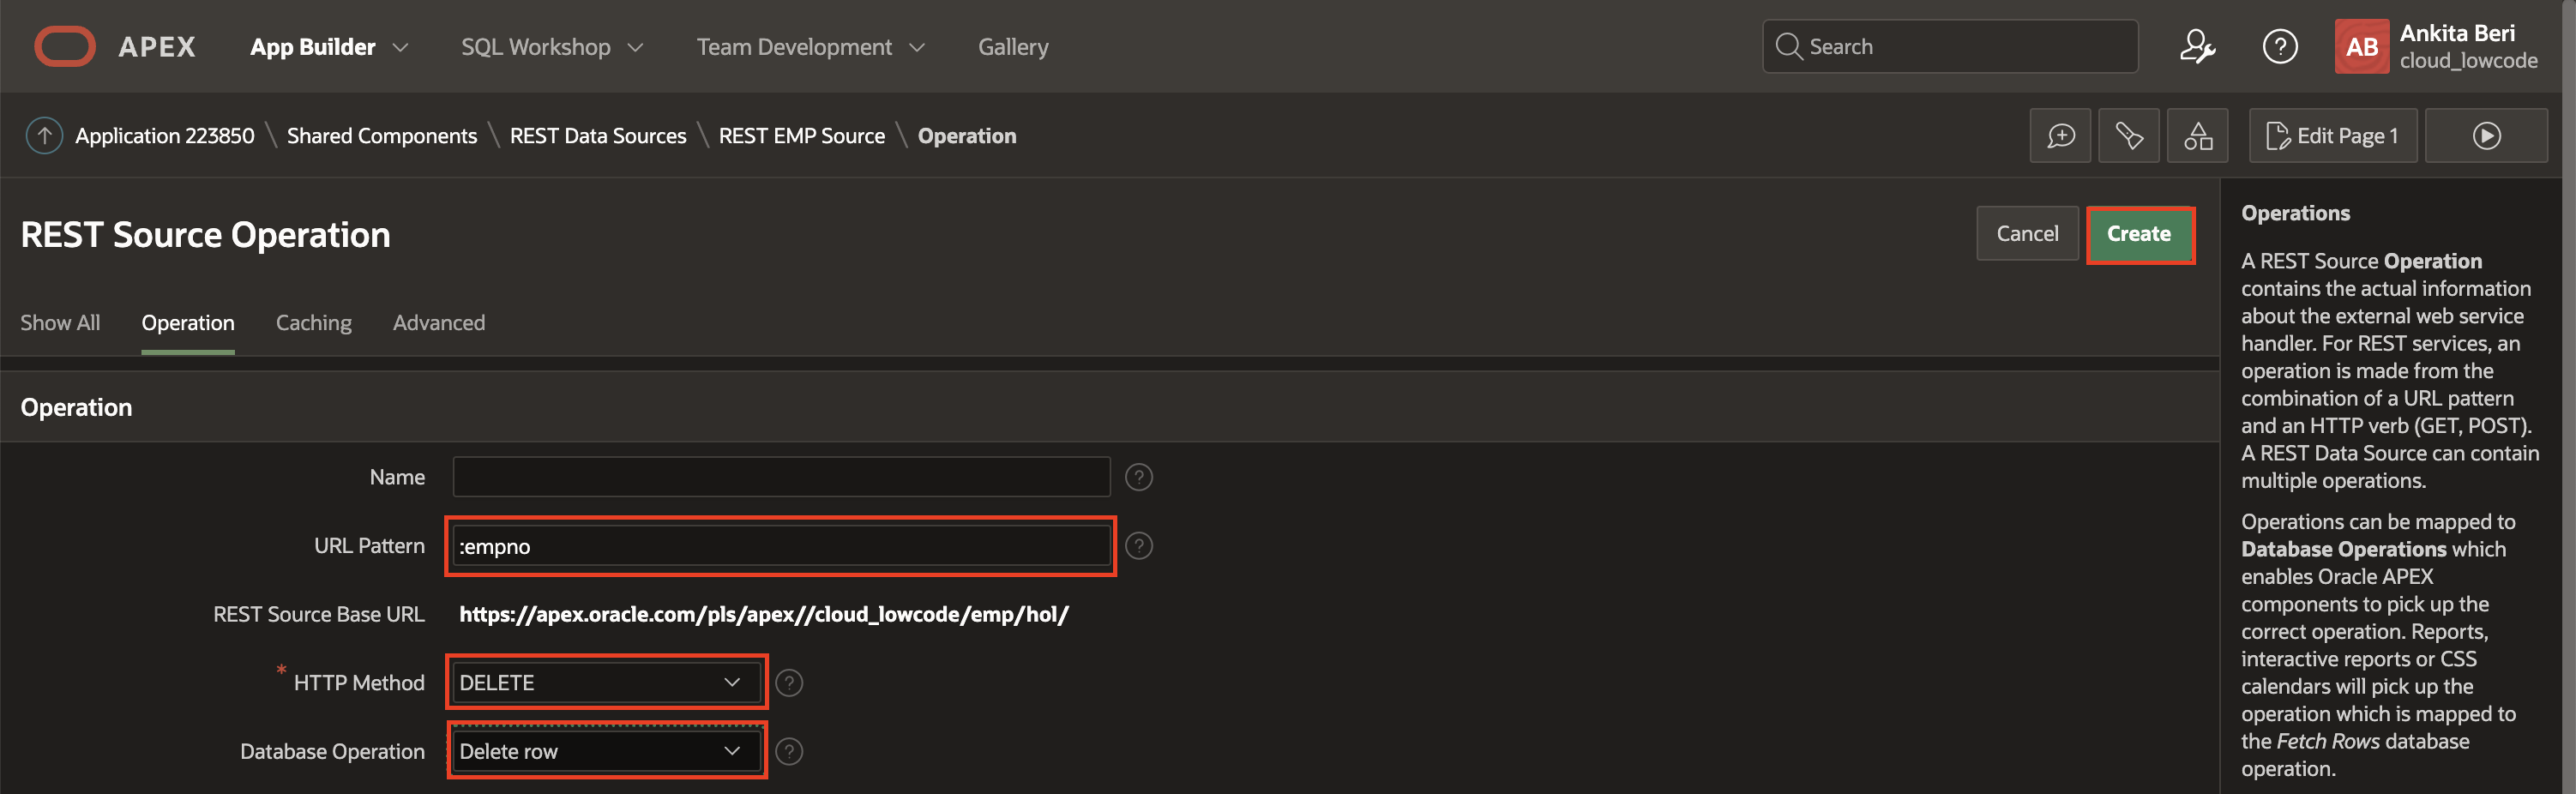 APEX App Builder SQL Workshop Team Development Gallery Search ? AB Ankita Beri
cloud_lowcode
Application 223850 \ Shared Components \ REST Data Sources \ REST EMP Source \ Operation Edit Page 1
REST Source Operation Cancel Create
Show All Operation Caching Advanced
Operation
Name ?
URL Pattern :empno ?
REST Source Base URL https://apex.oracle.com/pls/apex//cloud_lowcode/emp/hol/
* HTTP Method DELETE ?
Database Operation Delete row ?
Operations
A REST Source Operation
contains the actual information
about the external web service
handler. For REST services, an
operation is made from the
combination of a URL pattern
and an HTTP verb (GET, POST).
A REST Data Source can contain
multiple operations.
Operations can be mapped to
Database Operations which
enables Oracle APEX
components to pick up the
correct operation. Reports,
interactive reports or CSS
calendars will pick up the
operation which is mapped to
the Fetch Rows database
operation.